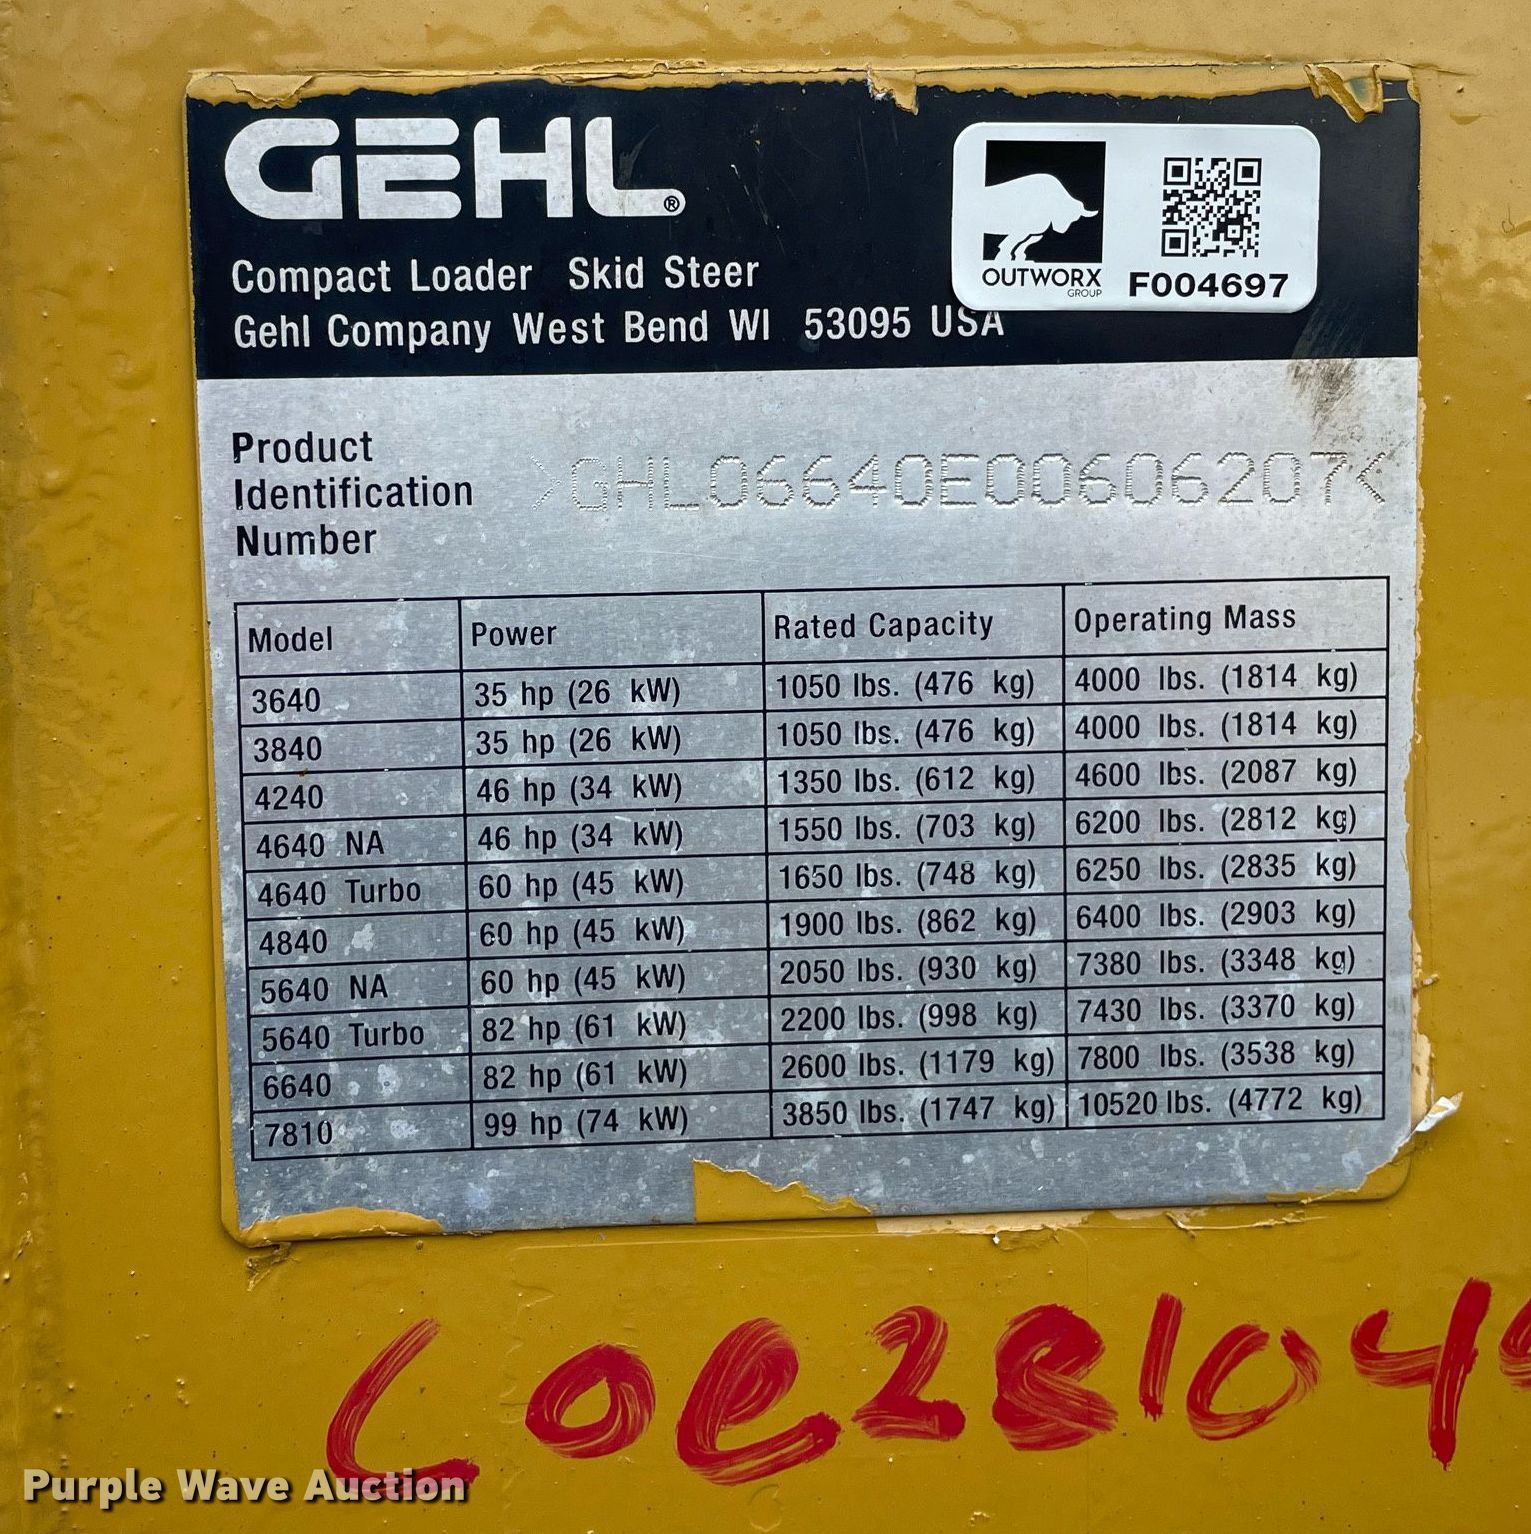 GEHL®
Compact Loader Skid Steer
Gehl Company West Bend WI 53095 USA
OUTWORX
GROUP
F004697
Product
Identification
Number
>GHL06640E00606207<
Model Power Rated Capacity Operating Mass
3640 35 hp (26 kW) 1050 lbs. (476 kg) 4000 lbs. (1814 kg)
3840 35 hp (26 kW) 1050 lbs. (476 kg) 4000 lbs. (1814 kg)
4240 46 hp (34 kW) 1350 lbs. (612 kg) 4600 lbs. (2087 kg)
4640 NA 46 hp (34 kW) 1550 lbs. (703 kg) 6200 lbs. (2812 kg)
4640 Turbo 60 hp (45 kW) 1650 lbs. (748 kg) 6250 lbs. (2835 kg)
4840 60 hp (45 kW) 1900 lbs. (862 kg) 6400 lbs. (2903 kg)
5640 NA 60 hp (45 kW) 2050 lbs. (930 kg) 7380 lbs. (3348 kg)
5640 Turbo 82 hp (61 kW) 2200 lbs. (998 kg) 7430 lbs. (3370 kg)
6640 82 hp (61 kW) 2600 lbs. (1179 kg) 7800 lbs. (3538 kg)
7810 99 hp (74 kW) 3850 lbs. (1747 kg) 10520 lbs. (4772 kg)
Purple Wave Auction